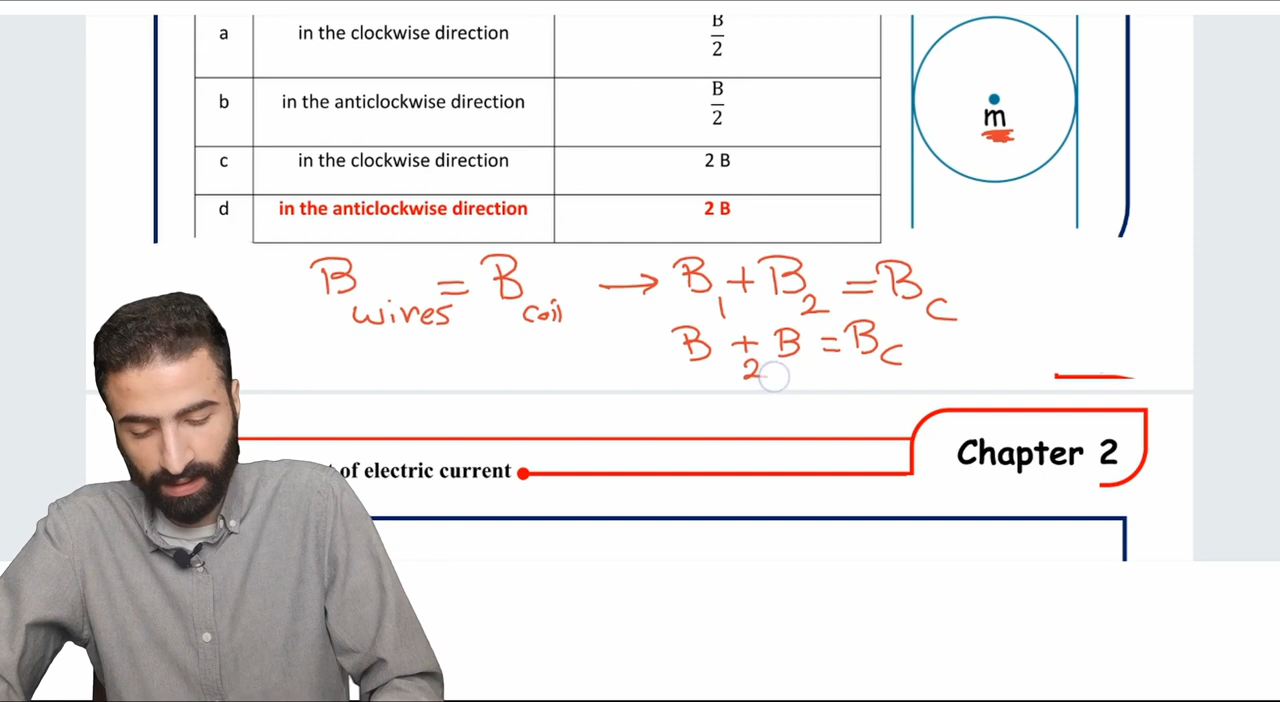 a in the clockwise direction B/2
m
b in the anticlockwise direction B/2
c in the clockwise direction 2 B
d in the anticlockwise direction 2 B
B wires = B coil → B1 + B2 = BC
B + B = BC
2
of electric current Chapter 2